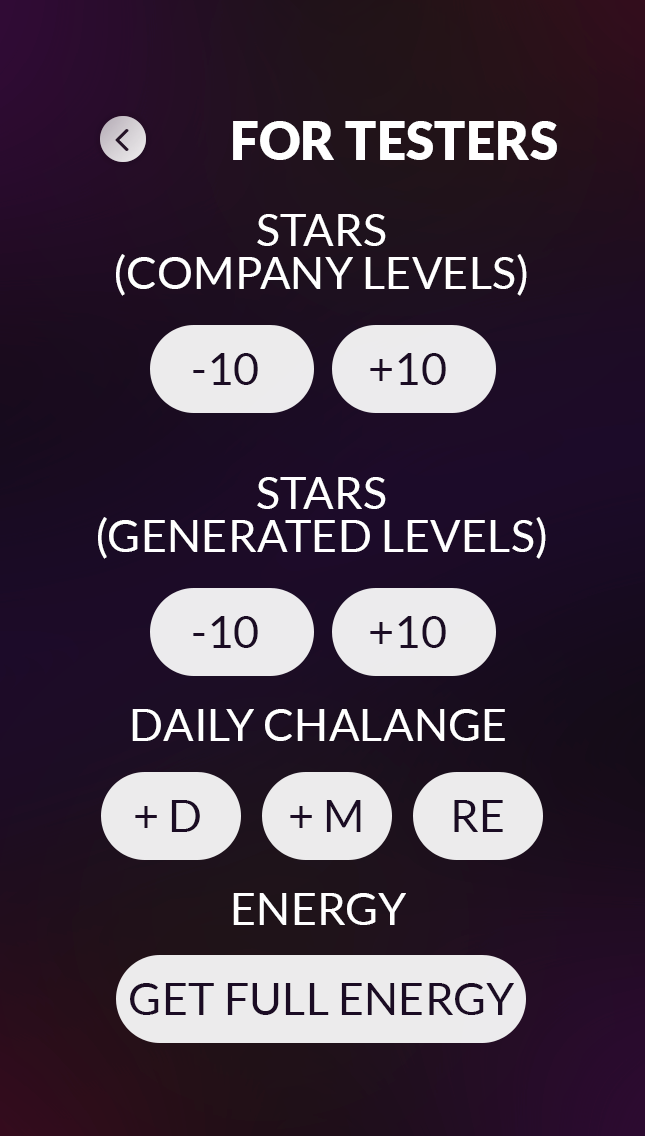 FOR TESTERS
STARS
(COMPANY LEVELS)
-10 +10
STARS
(GENERATED LEVELS)
-10 +10
DAILY CHALANGE
+ D + M RE
ENERGY
GET FULL ENERGY